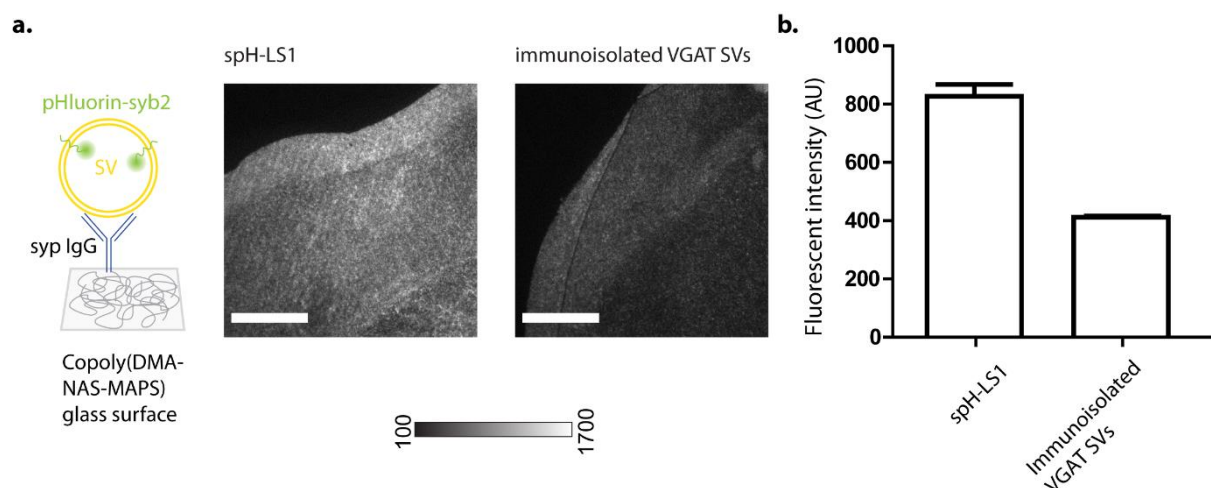 a.
spH-LS1
immunoisolated VGAT SVs
pHluorin-syb2
SV
syp IgG
Copoly(DMA-
NAS-MAPS)
glass surface
100
1700
b.
Fluorescent intensity (AU)
1000
800
600
400
200
0
spH-LS1
Immunoisolated
VGAT SVs